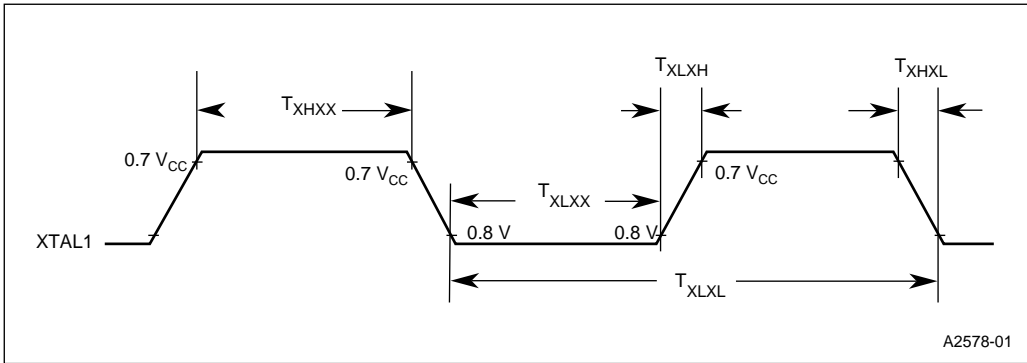 T_XLXH
T_XHXL
T_XHXX
0.7 V_CC
0.7 V_CC
0.7 V_CC
T_XLXX
XTAL1
0.8 V
0.8 V
T_XLXL
A2578-01